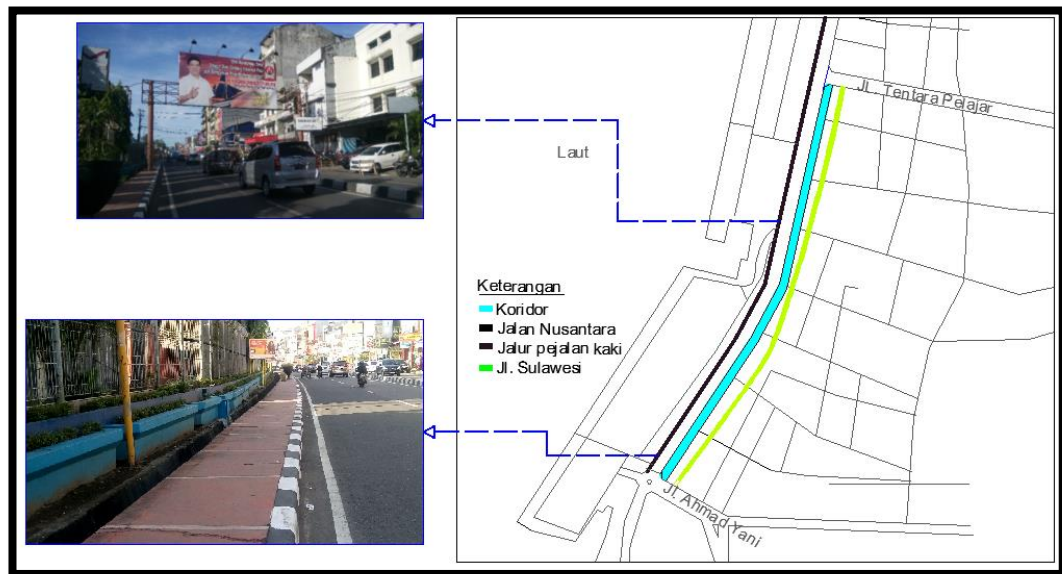 Jl. Tentara Pelajar
Laut
Keterangan
Koridor
Jalan Nusantara
Jalur pejalan kaki
Jl. Sulawesi
Jl. Ahmad Yani